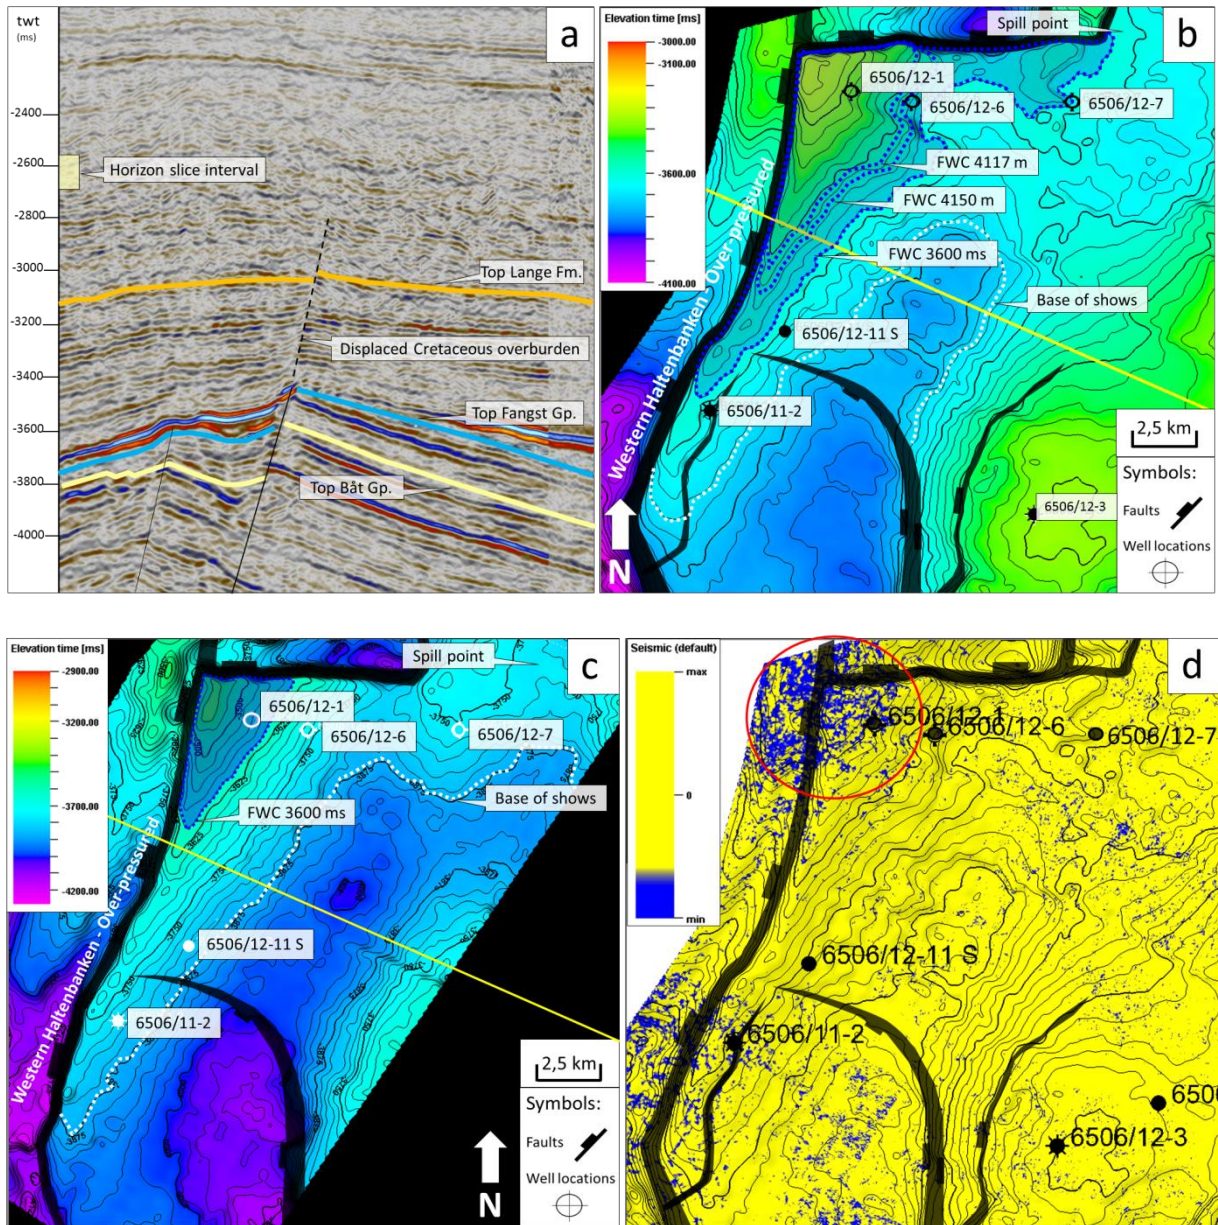 twt
(ms)
a
-2400
-2600
Horizon slice interval
-2800
-3000
Top Lange Fm.
-3200
Displaced Cretaceous overburden
-3400
Top Fangst Gp.
-3600
-3800
Top Båt Gp.
-4000
Elevation time [ms]
-3000.00
-3100.00
-3600.00
-4100.00
Spill point
b
6506/12-1
6506/12-6
6506/12-7
FWC 4117 m
FWC 4150 m
FWC 3600 ms
Base of shows
6506/12-11 S
6506/11-2
6506/12-3
Western Haltenbanken - Over-pressured
N
2,5 km
Symbols:
Faults
Well locations
Elevation time [ms]
-2900.00
-3200.00
-3700.00
-4200.00
Spill point
c
6506/12-1
6506/12-6
6506/12-7
Base of shows
FWC 3600 ms
6506/12-11 S
6506/11-2
Western Haltenbanken - Over-pressured
N
2,5 km
Symbols:
Faults
Well locations
Seismic (default)
max
0
min
d
6506/12-1
6506/12-6
6506/12-7
6506/12-11 S
6506/11-2
6506/12-3